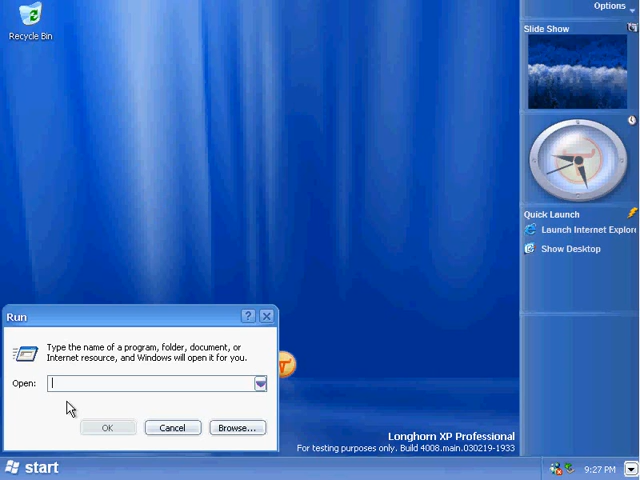 Recycle Bin
Options
Slide Show
Quick Launch
Launch Internet Explore
Show Desktop
Run
Type the name of a program, folder, document, or
Internet resource, and Windows will open it for you.
Open:
OK
Cancel
Browse...
Longhorn XP Professional
For testing purposes only. Build 4008.main.030219-1933
start
9:27 PM